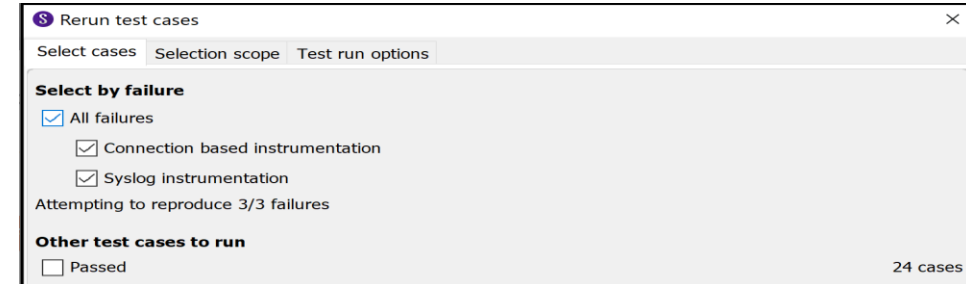 S Rerun test cases
Select cases Selection scope Test run options
Select by failure
All failures
Connection based instrumentation
Syslog instrumentation
Attempting to reproduce 3/3 failures
Other test cases to run
Passed 24 cases